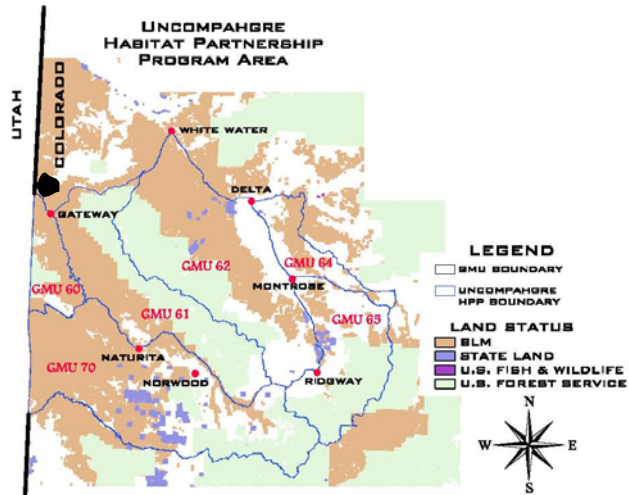 UNCOMPAHGRE
HABITAT PARTNERSHIP
PROGRAM AREA
UTAH
COLORADO
WHITE WATER
DELTA
GATEWAY
GMU 64
GMU 62
MONTROSE
GMU 60
GMU 61
GMU 65
NATURITA
GMU 70
NORWOOD
RIDGWAY
LEGEND
GMU BOUNDARY
UNCOMPAHGRE
HPP BOUNDARY
LAND STATUS
BLM
STATE LAND
U.S. FISH & WILDLIFE
U.S. FOREST SERVICE
N
W
E
S